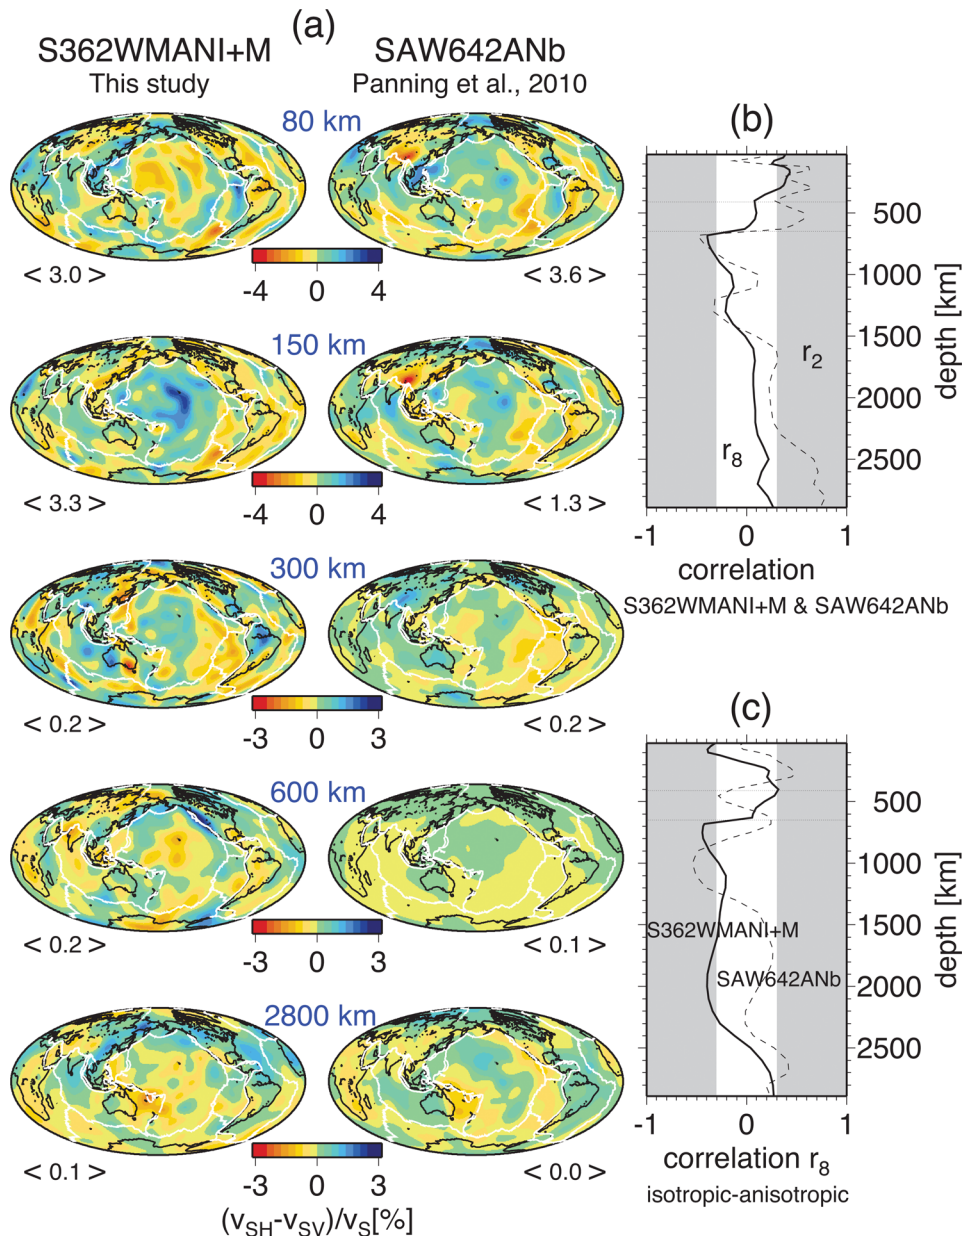 (a)
S362WMANI+M SAW642ANb
This study Panning et al., 2010
80 km
< 3.0 > -4 0 4 < 3.6 >
150 km
< 3.3 > -4 0 4 < 1.3 >
300 km
< 0.2 > -3 0 3 < 0.2 >
600 km
< 0.2 > -3 0 3 < 0.1 >
2800 km
< 0.1 > -3 0 3 < 0.0 >
(vSH-vSV)/vS[%]
(b)
500
1000
1500
2000
2500
depth [km]
r2
r8
-1 0 1
correlation
S362WMANI+M & SAW642ANb
(c)
500
1000
1500
2000
2500
depth [km]
S362WMANI+M
SAW642ANb
-1 0 1
correlation r8
isotropic-anisotropic